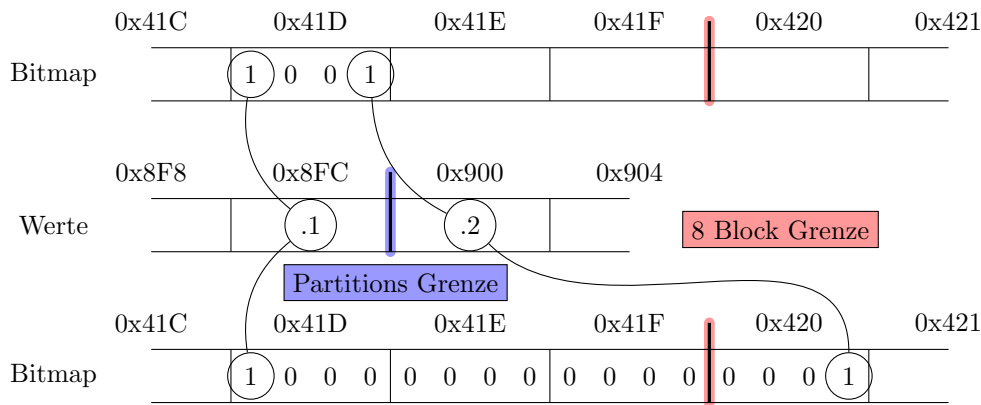 0x41C 0x41D 0x41E 0x41F 0x420 0x421
Bitmap 1 0 0 1
0x8F8 0x8FC 0x900 0x904
Werte .1 .2 8 Block Grenze
Partitions Grenze
0x41C 0x41D 0x41E 0x41F 0x420 0x421
Bitmap 1 0 0 0 0 0 0 0 0 0 0 0 0 0 0 1